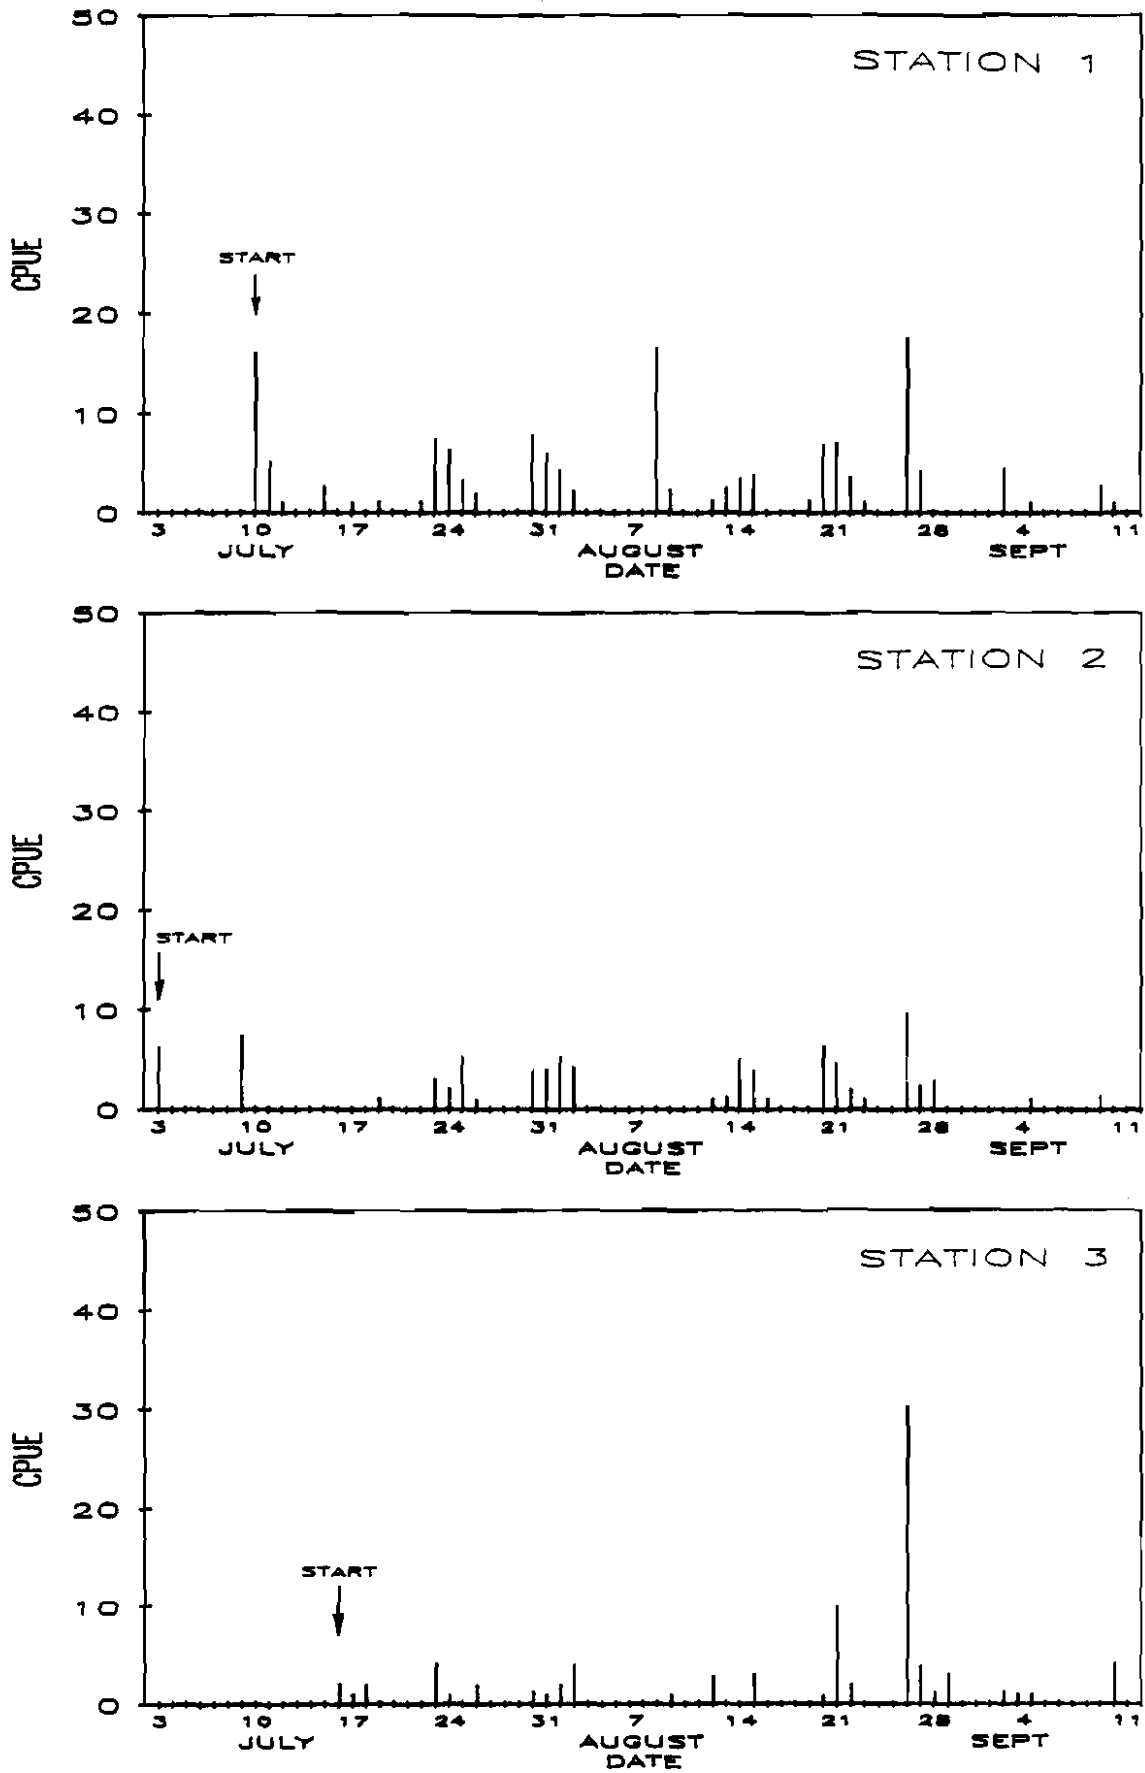 50
STATION 1
40
30
CPUE
START
20
10
0
3 10 17 24 31 7 14 21 28 4 11
JULY AUGUST SEPT
DATE
50
STATION 2
40
30
CPUE
20
START
10
0
3 10 17 24 31 7 14 21 28 4 11
JULY AUGUST SEPT
DATE
50
STATION 3
40
30
CPUE
20
START
10
0
3 10 17 24 31 7 14 21 28 4 11
JULY AUGUST SEPT
DATE